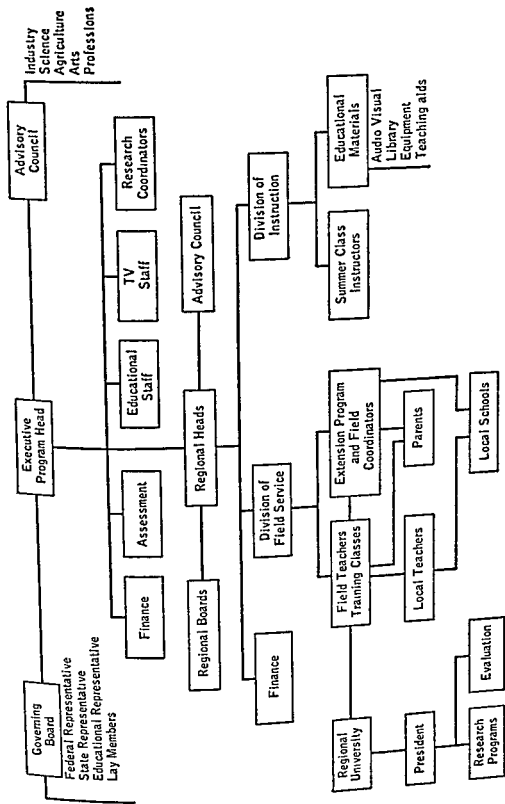 Governing
Board
Federal Representative
State Representative
Educational Representative
Lay Members
Executive
Program Head
Advisory
Council
Industry
Science
Agriculture
Arts
Professions
Finance
Assessment
Educational
Staff
TV
Staff
Research
Coordinators
Regional Boards
Regional Heads
Advisory Council
Finance
Division of
Field Service
Division of
Instruction
Regional
University
Field Teachers
Training Classes
Extension Program
and Field
Coordinators
Summer Class
Instructors
Educational
Materials
Audio Visual
Library
Equipment
Teaching aids
President
Local Teachers
Parents
Research
Programs
Evaluation
Local Schools